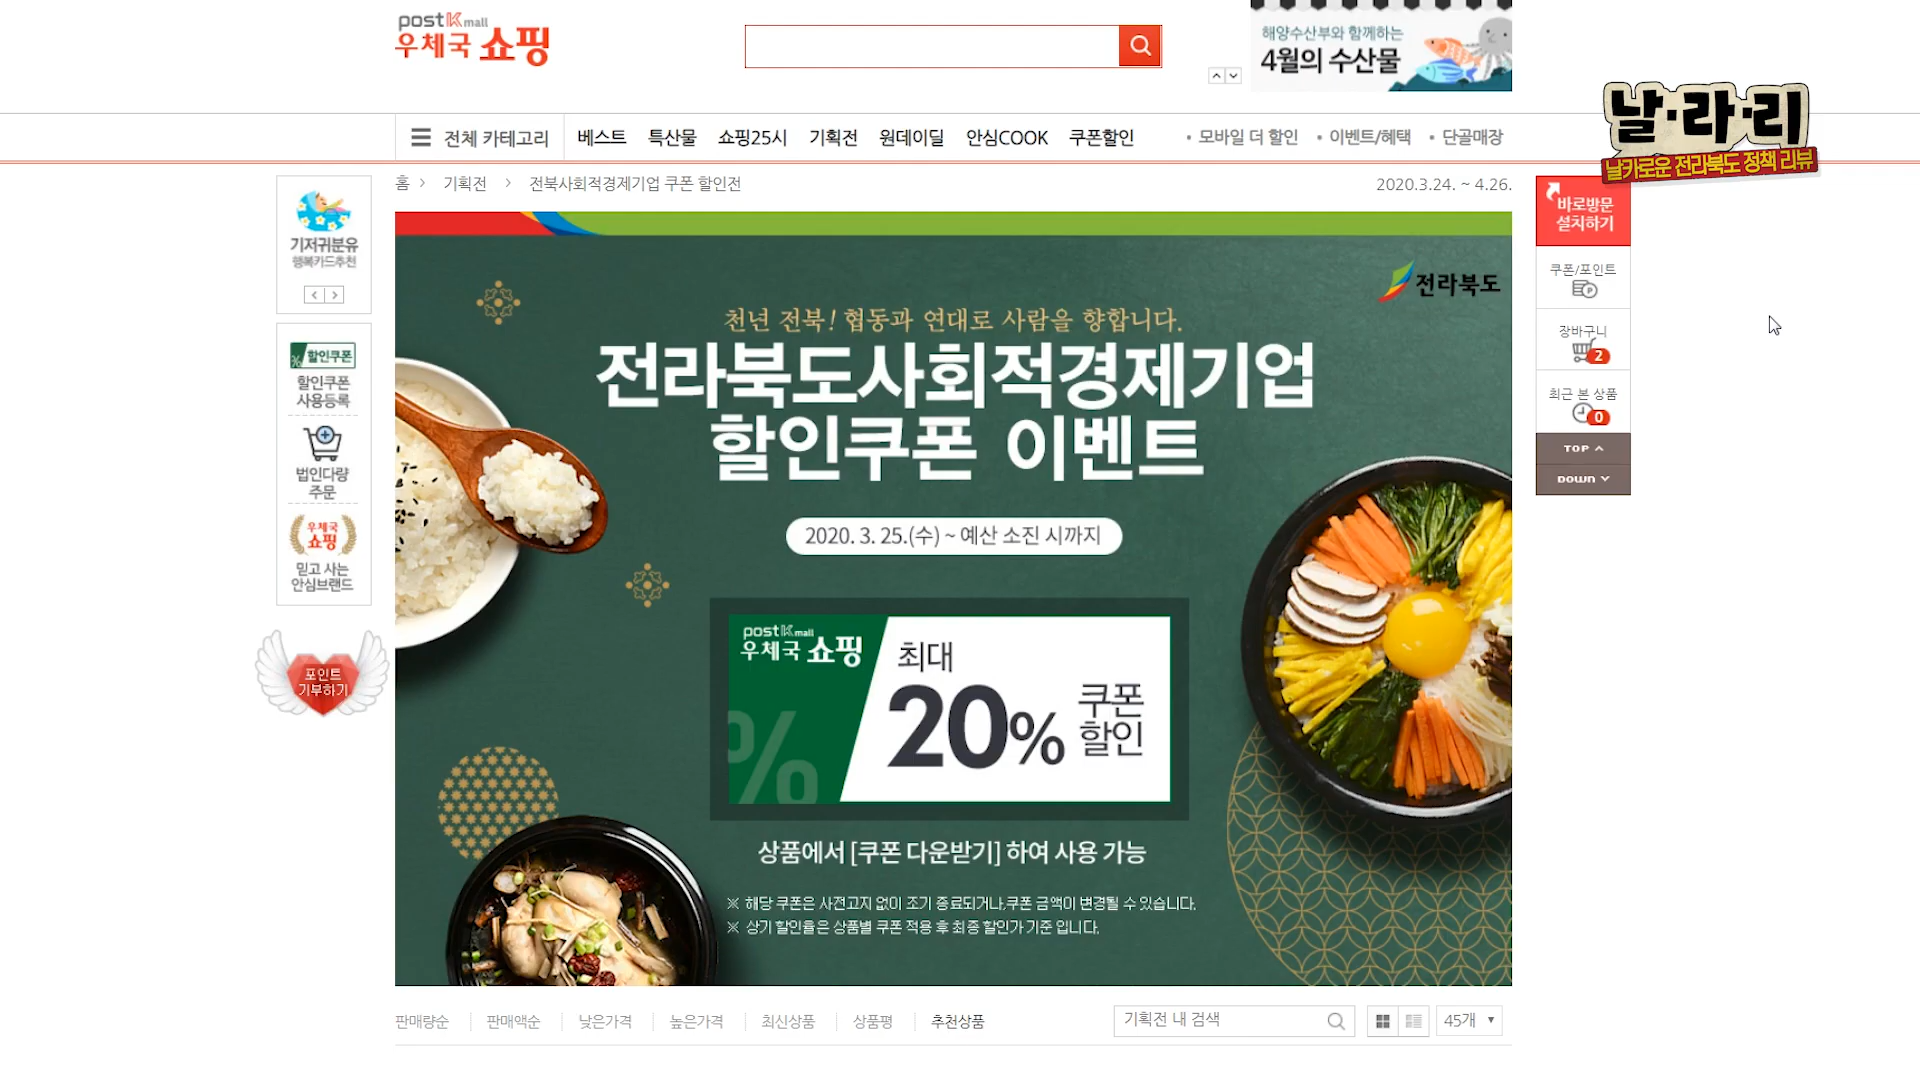 postK mall
우체국 쇼핑
해양수산부와 함께하는
4월의 수산물
날·라·리
날카로운 전라북도 정책 리뷰
전체 카테고리
베스트
특산물
쇼핑25시
기획전
원데이딜
안심COOK
쿠폰할인
모바일 더 할인
이벤트/혜택
단골매장
홈 > 기획전 > 전북사회적경제기업 쿠폰 할인전
2020.3.24. ~ 4.26.
기저귀분유
행복카드추천
할인쿠폰
할인쿠폰
사용등록
법인다량
주문
우체국
쇼핑
믿고 사는
안심브랜드
포인트
기부하기
전라북도
천년 전북! 협동과 연대로 사람을 향합니다.
전라북도사회적경제기업
할인쿠폰 이벤트
2020. 3. 25.(수) ~ 예산 소진 시까지
postK mall
우체국 쇼핑
%
최대
20%
쿠폰
할인
상품에서 [쿠폰 다운받기] 하여 사용 가능
※ 해당 쿠폰은 사전고지 없이 조기 종료되거나,쿠폰 금액이 변경될 수 있습니다.
※ 상기 할인율은 상품별 쿠폰 적용 후 최종 할인가 기준 입니다.
바로방문
설치하기
쿠폰/포인트
장바구니
2
최근 본 상품
0
TOP
DOWN
판매량순
판매액순
낮은가격
높은가격
최신상품
상품평
추천상품
기획전 내 검색
45개